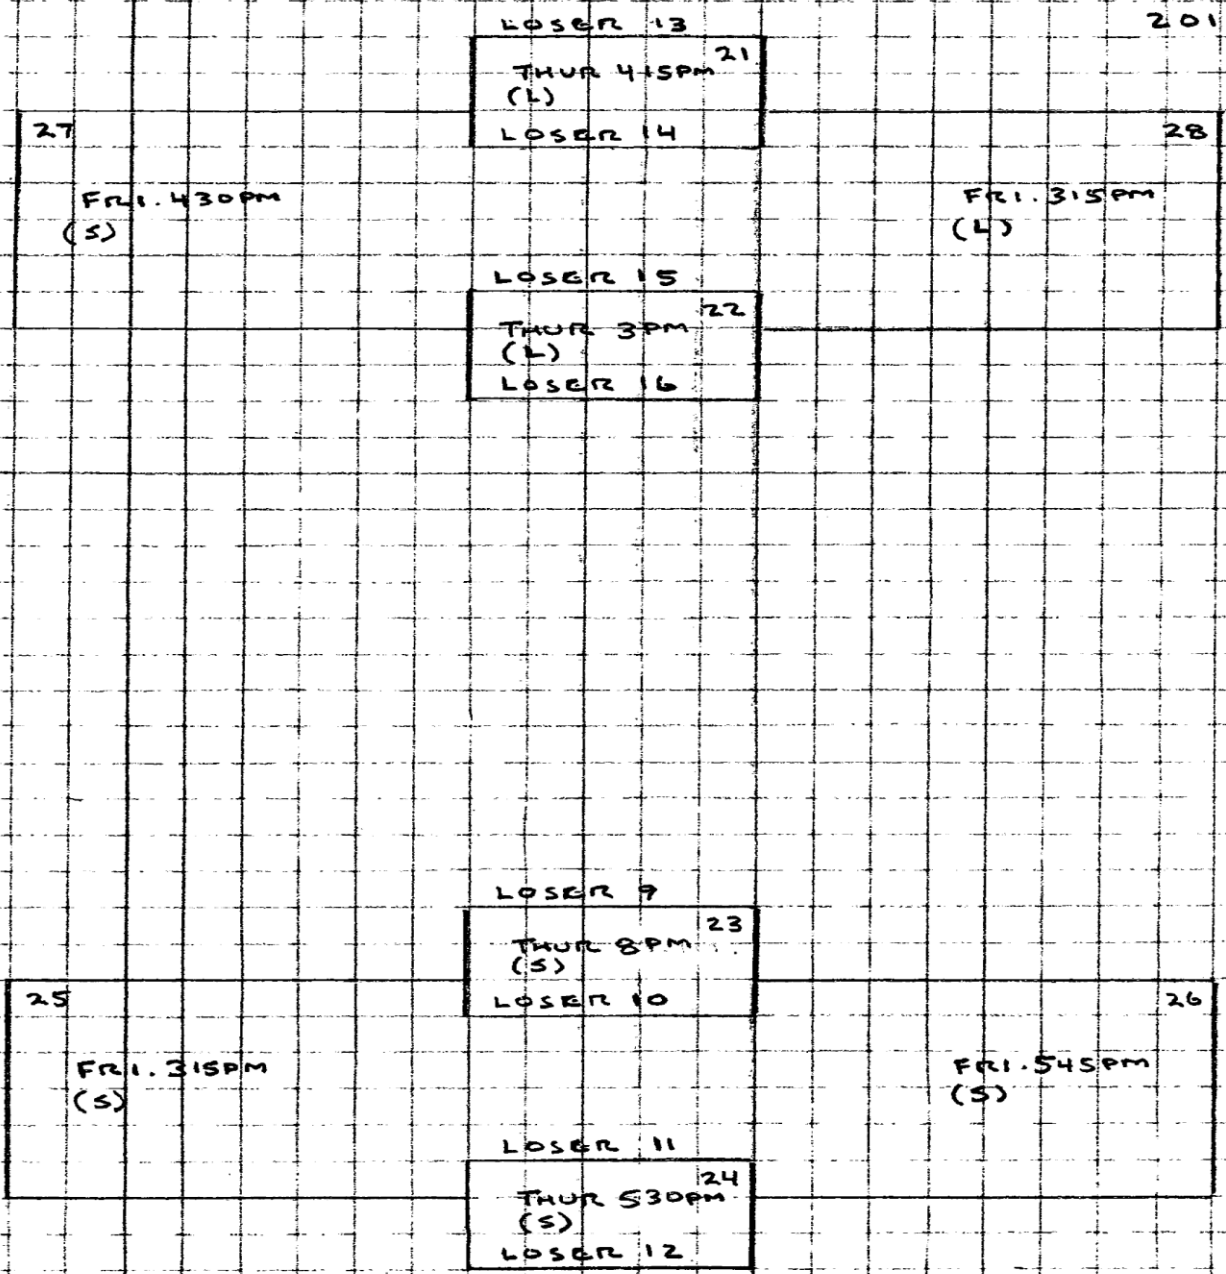 LOSER 13
201
21
THUR 415PM
(L)
LOSER 14
27
28
FRI. 430PM
(S)
FRI. 315PM
(L)
LOSER 15
22
THUR 3PM
(L)
LOSER 16
LOSER 9
23
THUR 8PM
(S)
LOSER 10
25
26
FRI. 315PM
(S)
FRI. 545PM
(S)
LOSER 11
24
THUR 530PM
(S)
LOSER 12